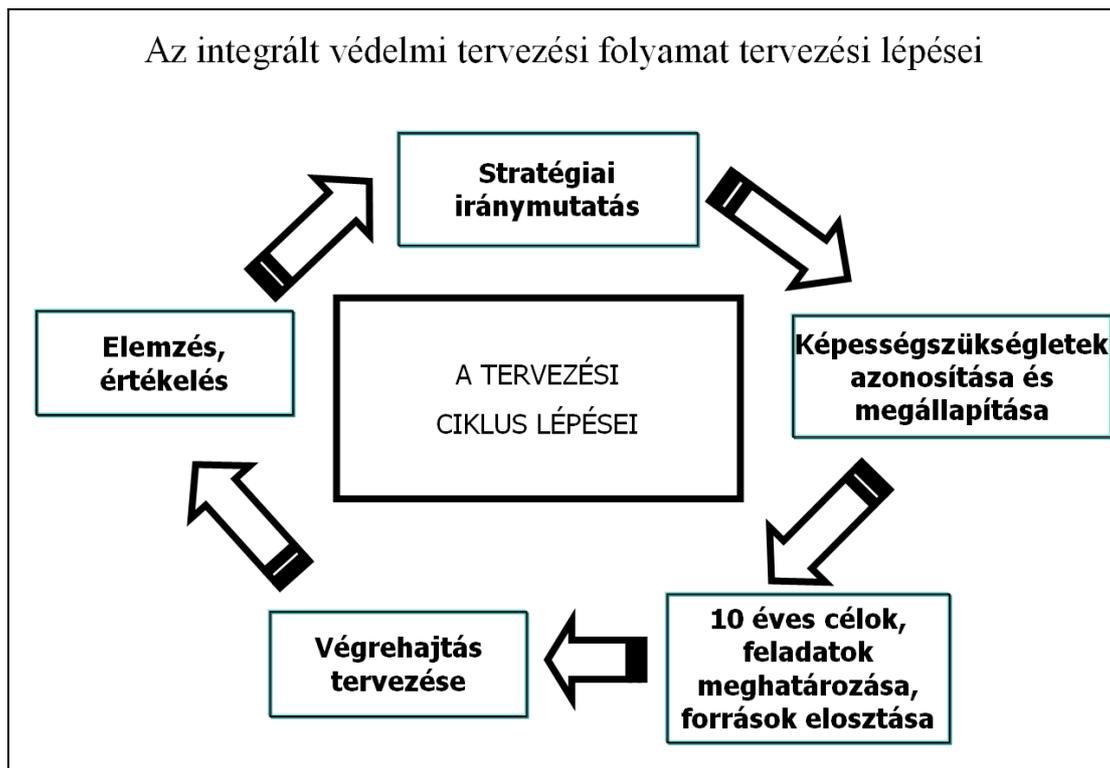 Az integrált védelmi tervezési folyamat tervezési lépései
Stratégiai
iránymutatás
Képességszükségletek
azonosítása és
megállapítása
10 éves célok,
feladatok
meghatározása,
források elosztása
Végrehajtás
tervezése
Elemzés,
értékelés
A TERVEZÉSI
CIKLUS LÉPÉSEI